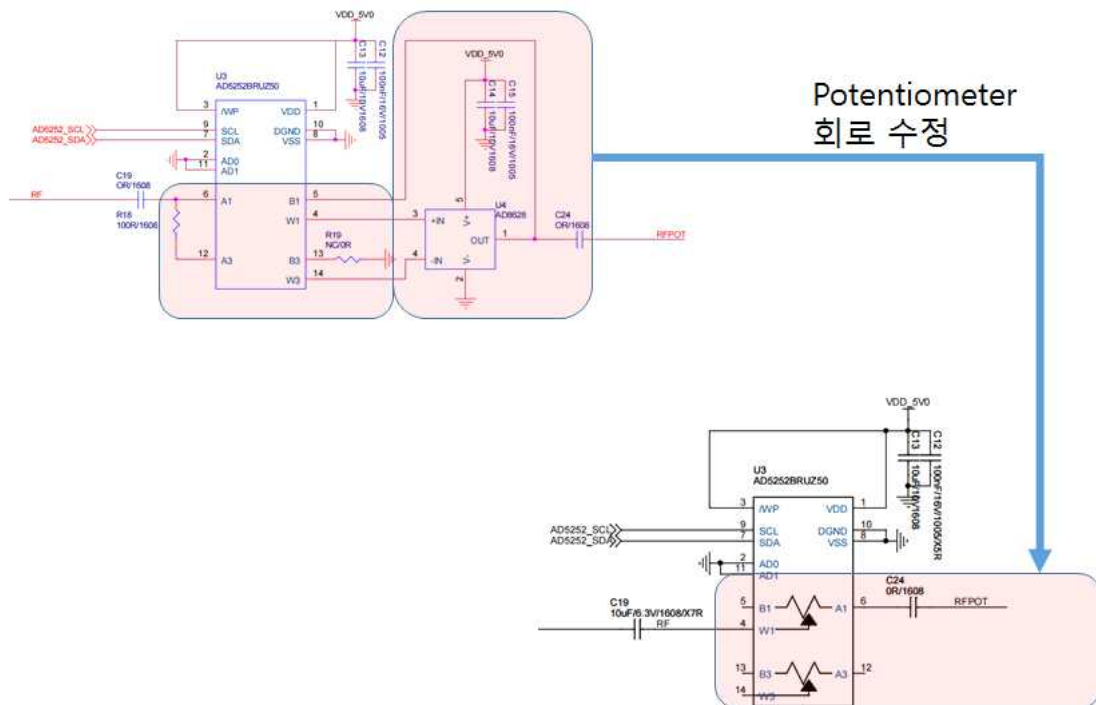 VDD_5V0
C13
10uF/10V/1608
C12
100nF/16V/1005
U3
AD5252BRUZ50
3
/WP
VDD
1
AD5252_SCL
9
SCL
DGND
10
AD5252_SDA
7
SDA
VSS
8
2
AD0
11
AD1
C19
OR/1608
RF
6
A1
B1
5
R18
100R/1608
W1
4
R19
NC/0R
12
A3
B3
13
W3
14
VDD_5V0
C14
10uF/10V/1608
C15
100nF/16V/1005
5
U4
AD8628
3
+IN
V+
OUT
1
4
-IN
V-
2
C24
OR/1608
RFPOT
Potentiometer
회로 수정
VDD_5V0
C13
10uF/10V/1608
C12
100nF/16V/1005/X5R
U3
AD5252BRUZ50
3
/WP
VDD
1
AD5252_SCL
9
SCL
DGND
10
AD5252_SDA
7
SDA
VSS
8
2
AD0
11
AD1
C19
10uF/6.3V/1608/X7R
RF
5
B1
A1
6
C24
0R/1608
RFPOT
4
W1
13
B3
A3
12
14
W3